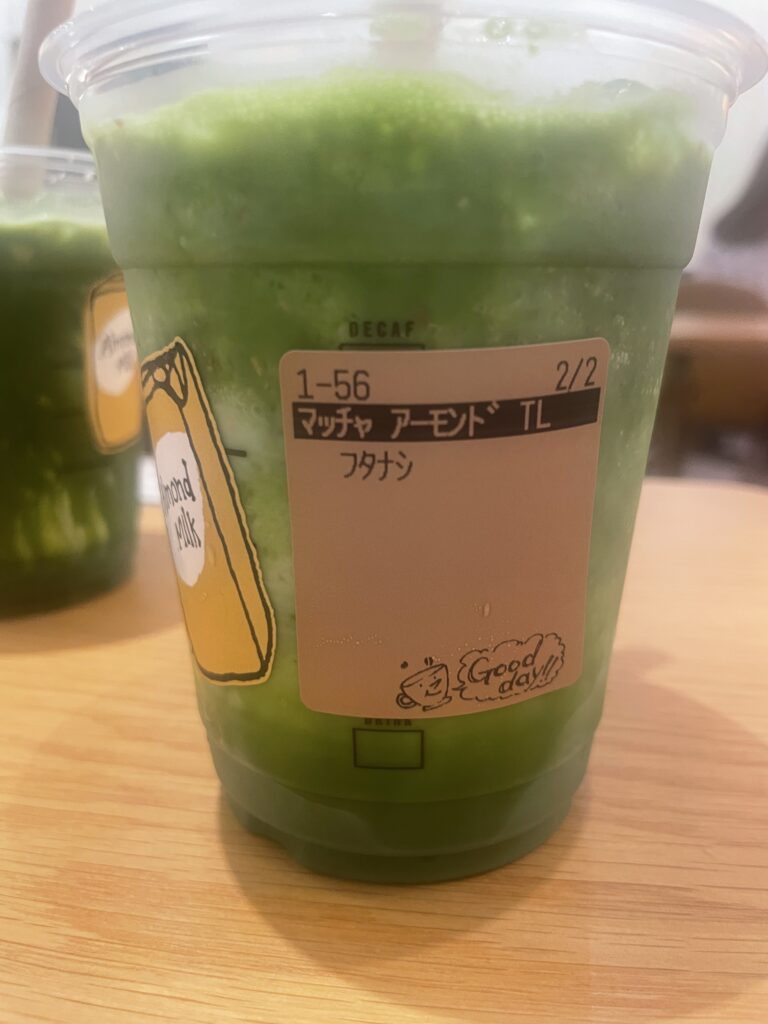 DECAF
1-56 2/2
マッチャ アーモンド TL
フタナシ
Almond
Milk
Good
day!!
DRINK